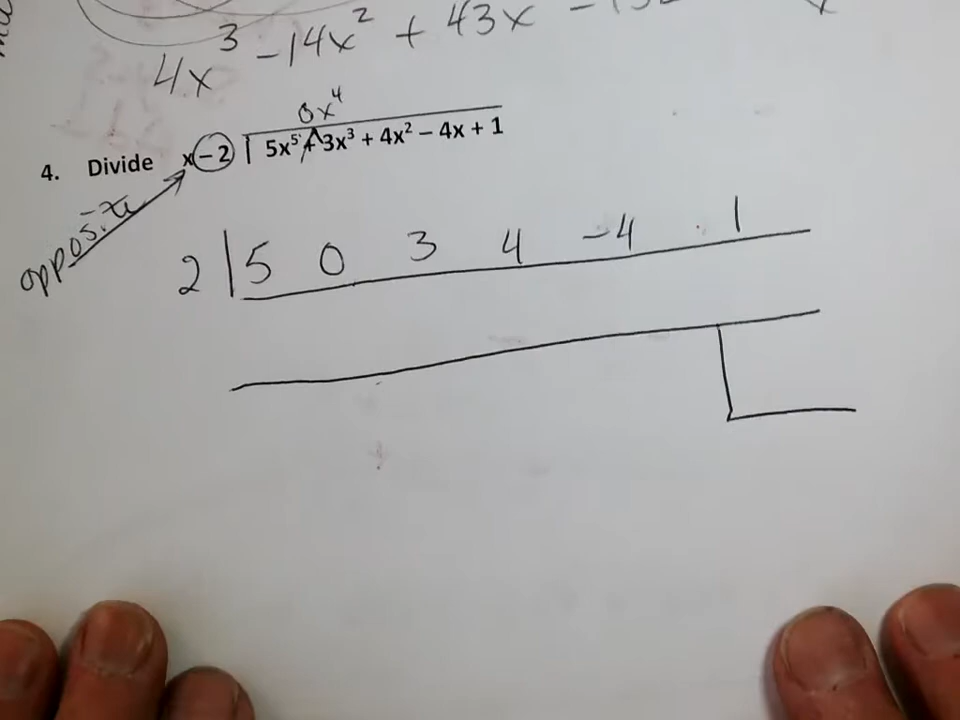 4x³ - 14x² + 43x -
0x⁴
4. Divide x - 2 | 5x⁵ + 3x³ + 4x² – 4x + 1
opposite
2 | 5 0 3 4 -4 1